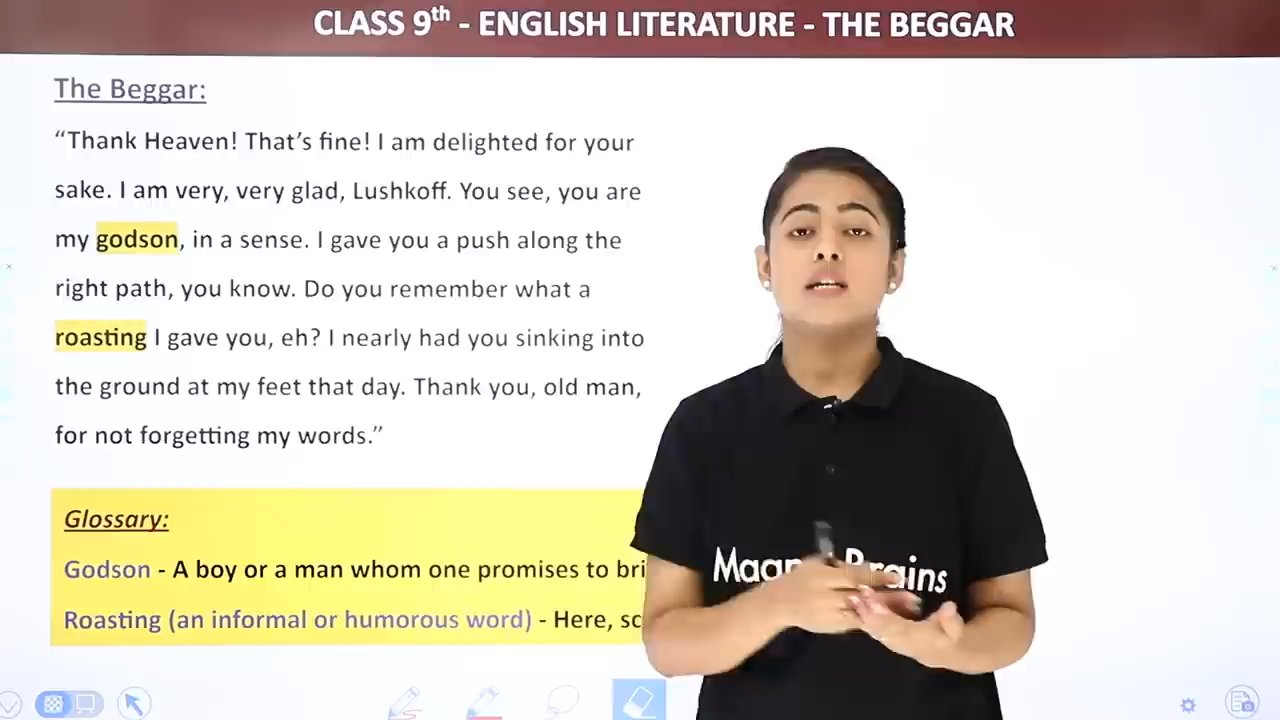 CLASS 9th - ENGLISH LITERATURE - THE BEGGAR
The Beggar:
“Thank Heaven! That’s fine! I am delighted for your
sake. I am very, very glad, Lushkoff. You see, you are
my godson, in a sense. I gave you a push along the
right path, you know. Do you remember what a
roasting I gave you, eh? I nearly had you sinking into
the ground at my feet that day. Thank you, old man,
for not forgetting my words.”
Glossary:
Godson - A boy or a man whom one promises to bri
Roasting (an informal or humorous word) - Here, sc